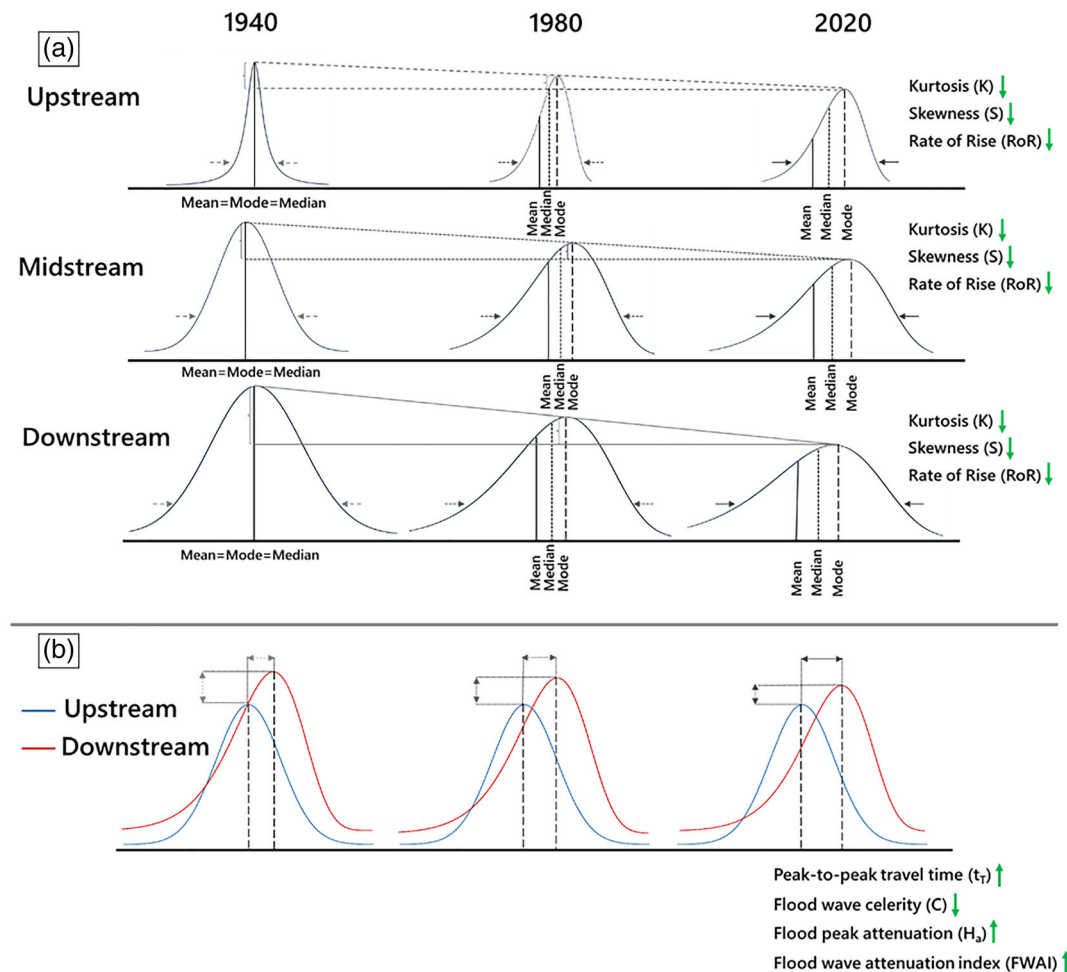 1940 1980 2020
(a)
Upstream
Kurtosis (K) ↓
Skewness (S) ↓
Rate of Rise (RoR) ↓
Mean=Mode=Median
Mean
Median
Mode
Mean
Median
Mode
Midstream
Kurtosis (K) ↓
Skewness (S) ↓
Rate of Rise (RoR) ↓
Mean=Mode=Median
Mean
Median
Mode
Mean
Median
Mode
Downstream
Kurtosis (K) ↓
Skewness (S) ↓
Rate of Rise (RoR) ↓
Mean=Mode=Median
Mean
Median
Mode
Mean
Median
Mode
(b)
Upstream
Downstream
Peak-to-peak travel time (tT) ↑
Flood wave celerity (C) ↓
Flood peak attenuation (Ha) ↑
Flood wave attenuation index (FWAI) ↑